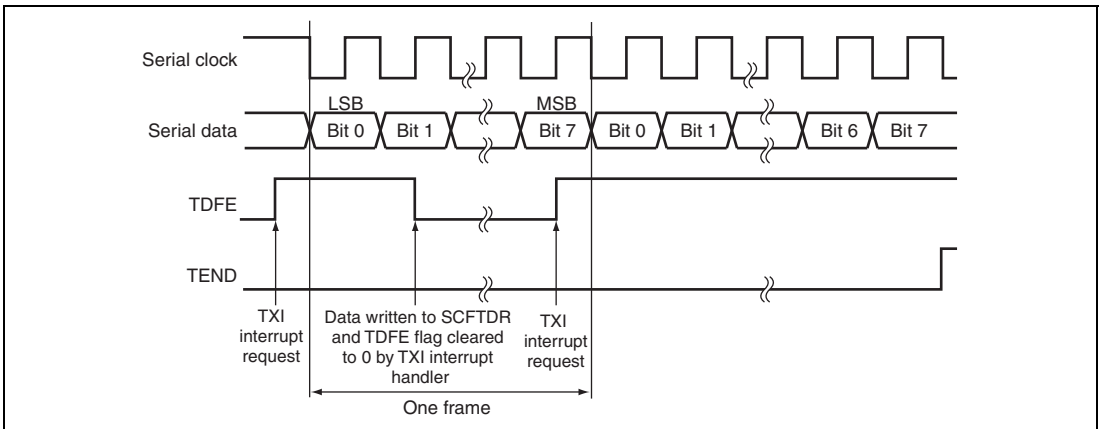 Serial clock
LSB
MSB
Serial data
Bit 0
Bit 1
Bit 7
Bit 0
Bit 1
Bit 6
Bit 7
TDFE
TEND
TXI
interrupt
request
Data written to SCFTDR
and TDFE flag cleared
to 0 by TXI interrupt
handler
TXI
interrupt
request
One frame